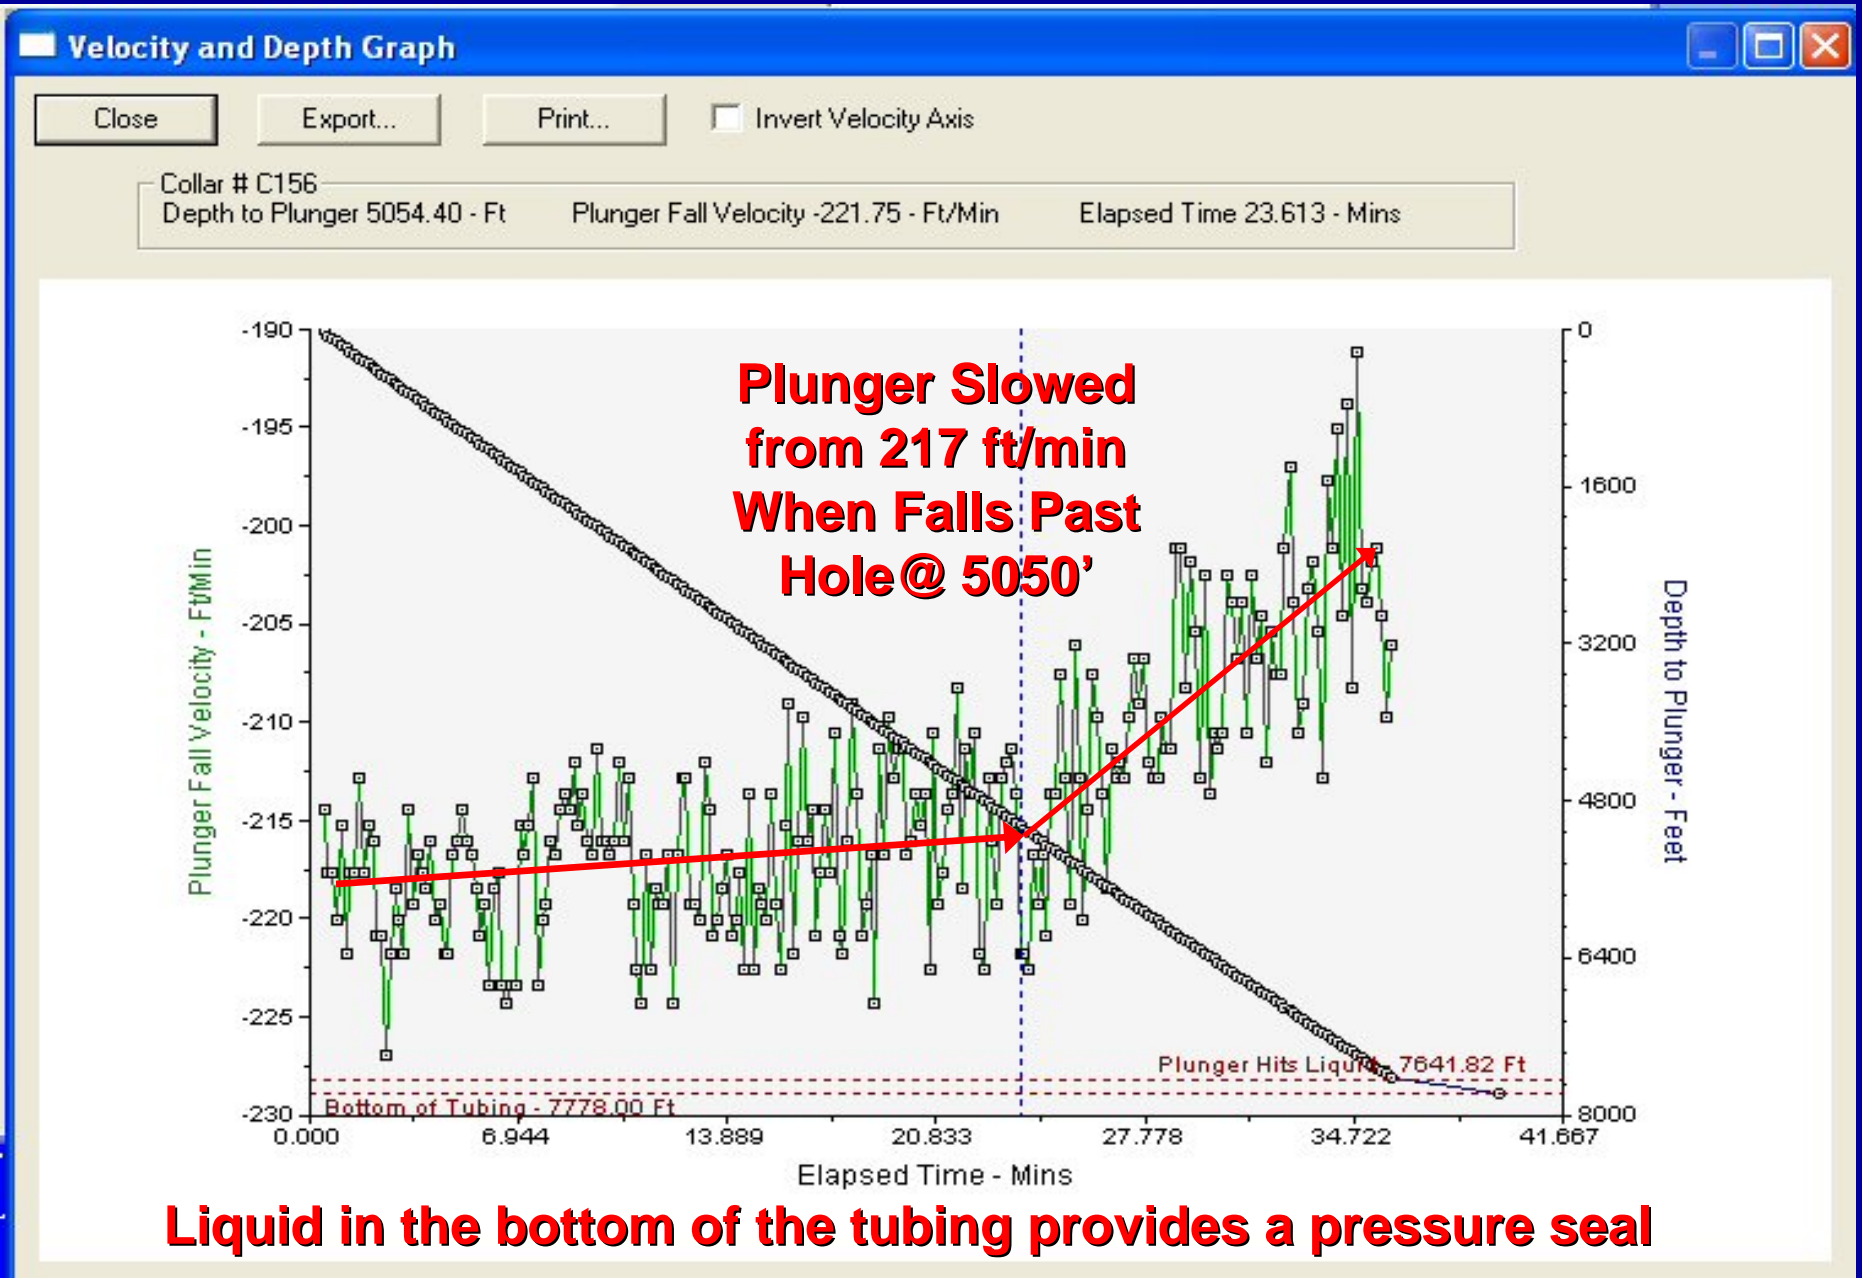 Velocity and Depth Graph
Close
Export...
Print...
Invert Velocity Axis
Collar # C156
Depth to Plunger 5054.40 - Ft
Plunger Fall Velocity -221.75 - Ft/Min
Elapsed Time 23.613 - Mins
Plunger Slowed
from 217 ft/min
When Falls Past
Hole@ 5050’
Plunger Fall Velocity - Ft/Min
-190
-195
-200
-205
-210
-215
-220
-225
-230
0
1600
3200
4800
6400
8000
Depth to Plunger - Feet
Plunger Hits Liquid - 7641.82 Ft
Bottom of Tubing - 7778.00 Ft
0.000
6.944
13.889
20.833
27.778
34.722
41.667
Elapsed Time - Mins
Liquid in the bottom of the tubing provides a pressure seal